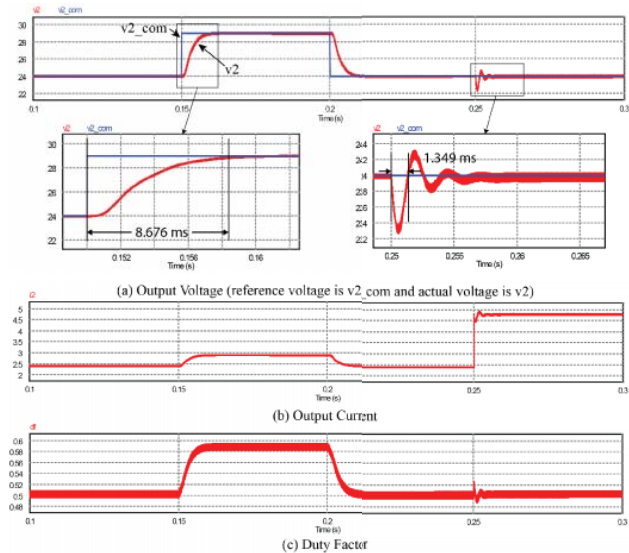 v2 v2_com
30
28
26
24
22
v2_com
v2
0.1 0.15 0.2 0.25 0.3
Time (s)
v2 v2_com
30
28
26
24
22
8.676 ms
0.152 0.156 0.16
Time (s)
v2 v2_com
1.349 ms
0.25 0.255 0.26 0.265
Time (s)
(a) Output Voltage (reference voltage is v2_com and actual voltage is v2)
5
4.5
4
3.5
3
2.5
2
0.1 0.15 0.2 0.25 0.3
Time (s)
(b) Output Current
df
0.6
0.58
0.56
0.54
0.52
0.5
0.48
0.1 0.15 0.2 0.25 0.3
Time (s)
(c) Duty Factor